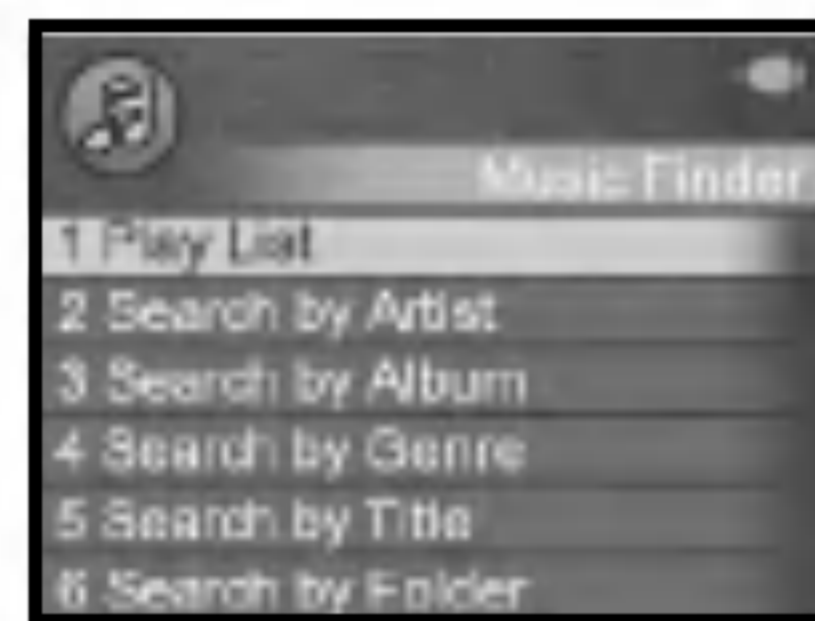 Music Finder
1 Play List
2 Search by Artist
3 Search by Album
4 Search by Genre
5 Search by Title
6 Search by Folder